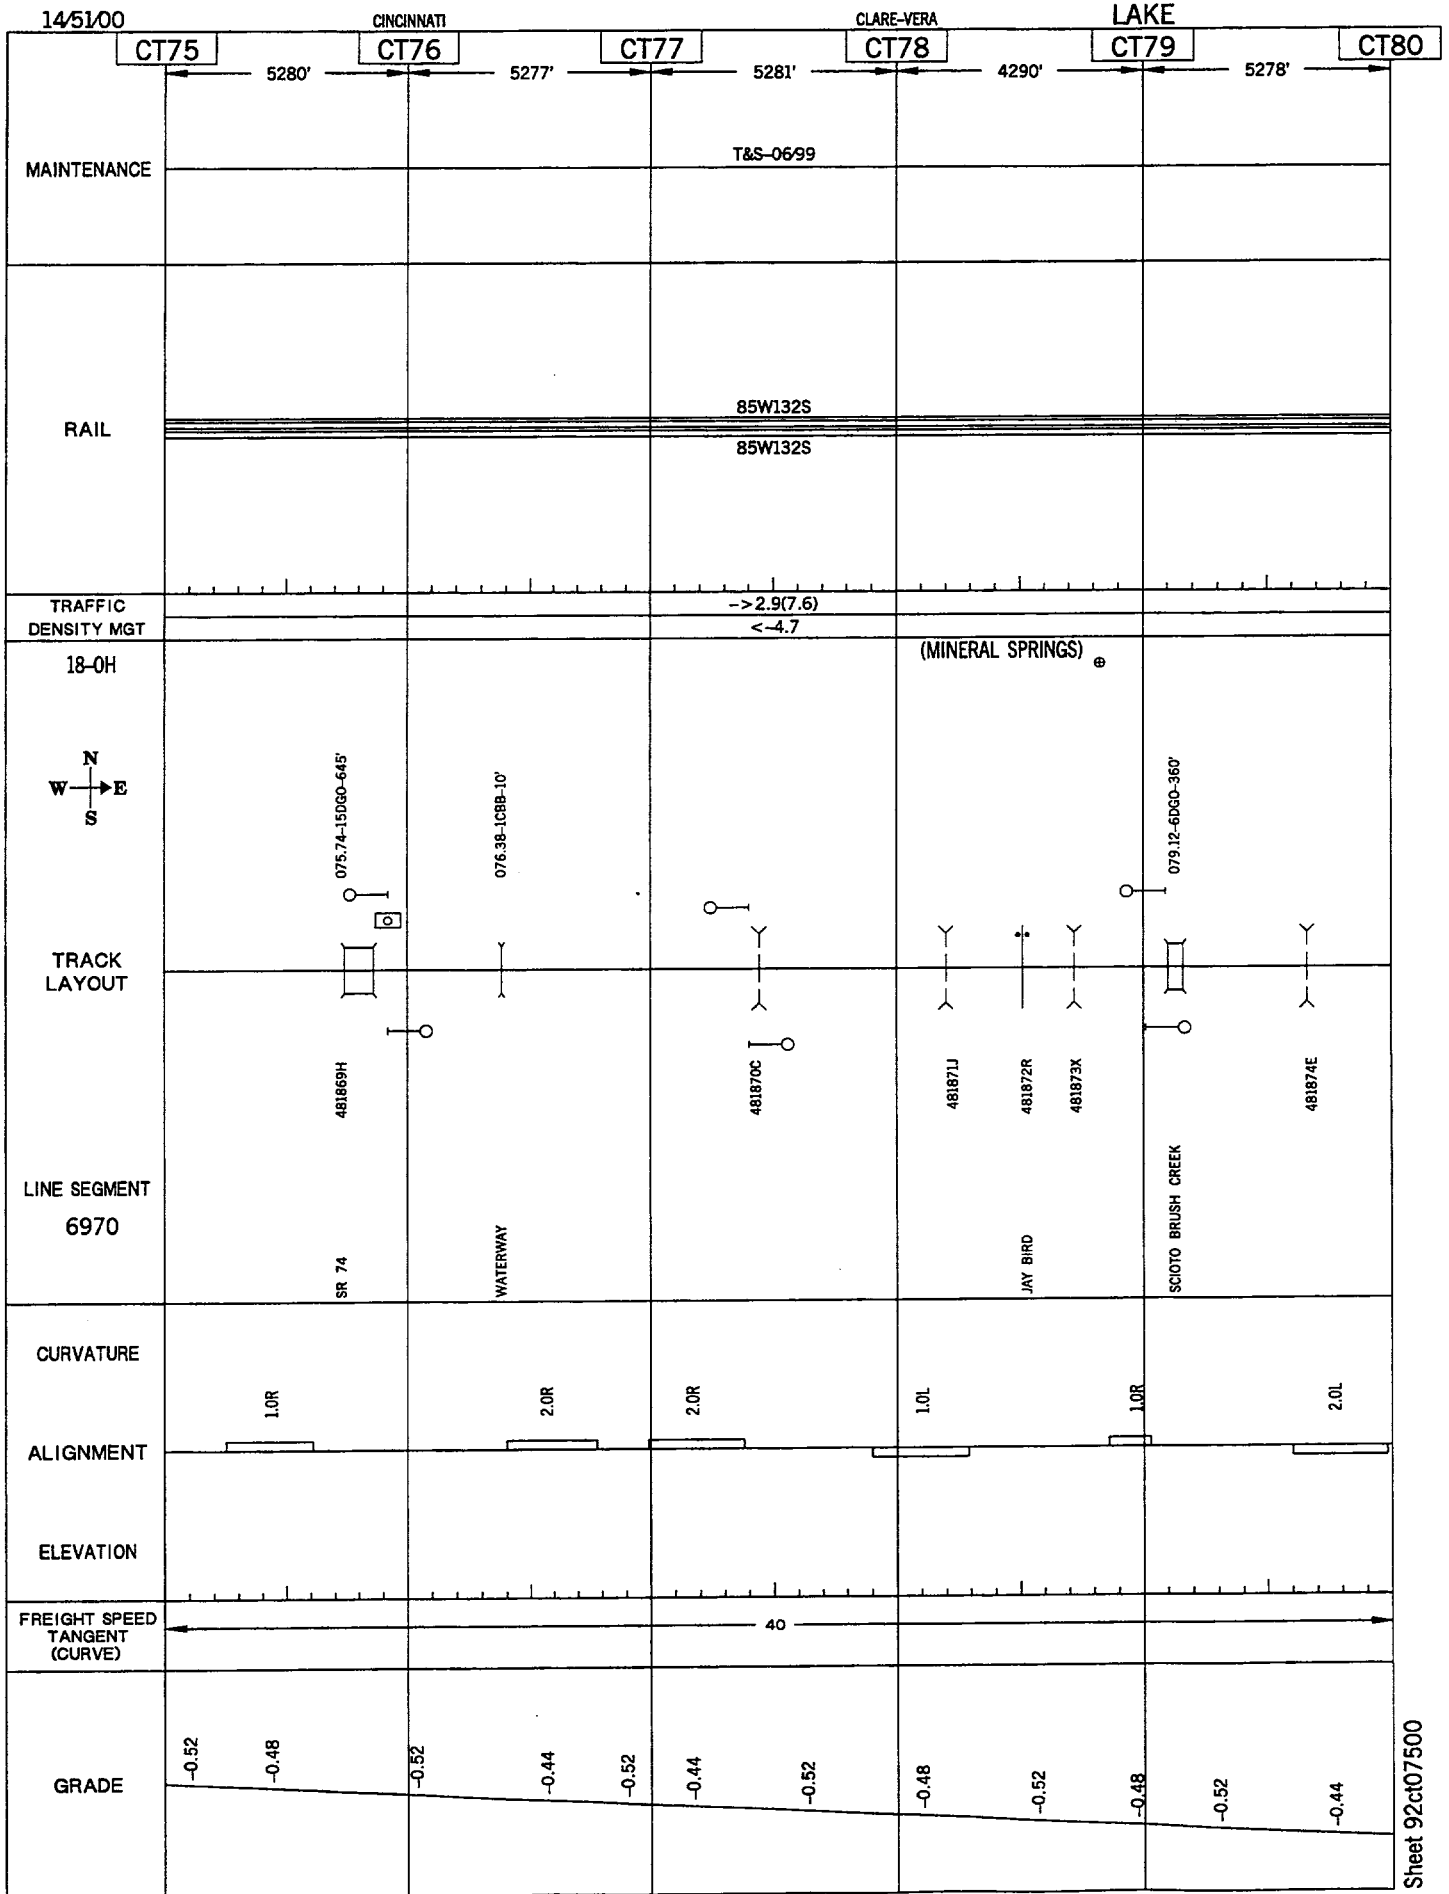 14/51/00 CINCINNATI CLARE-VERA LAKE
CT75 CT76 CT77 CT78 CT79 CT80
5280' 5277' 5281' 4290' 5278'
MAINTENANCE
T&S-06/99
RAIL
85W132S
85W132S
TRAFFIC
DENSITY MGT
->2.9(7.6)
<-4.7
18-OH
(MINERAL SPRINGS)
N
W E
S
075.74-15DGO-645'
076.38-1CBB-10'
079.12-6DGO-360'
TRACK
LAYOUT
481869H
481870C
481871J
481872R
481873X
481874E
LINE SEGMENT
6970
SR 74
WATERWAY
JAY BIRD
SCIOTO BRUSH CREEK
CURVATURE
1.0R 2.0R 2.0R 1.0L 1.0R 2.0L
ALIGNMENT
ELEVATION
FREIGHT SPEED
TANGENT
(CURVE)
40
GRADE
-0.52 -0.48 -0.52 -0.44 -0.52 -0.44 -0.52 -0.48 -0.52 -0.48 -0.52 -0.44
Sheet 92ct07500